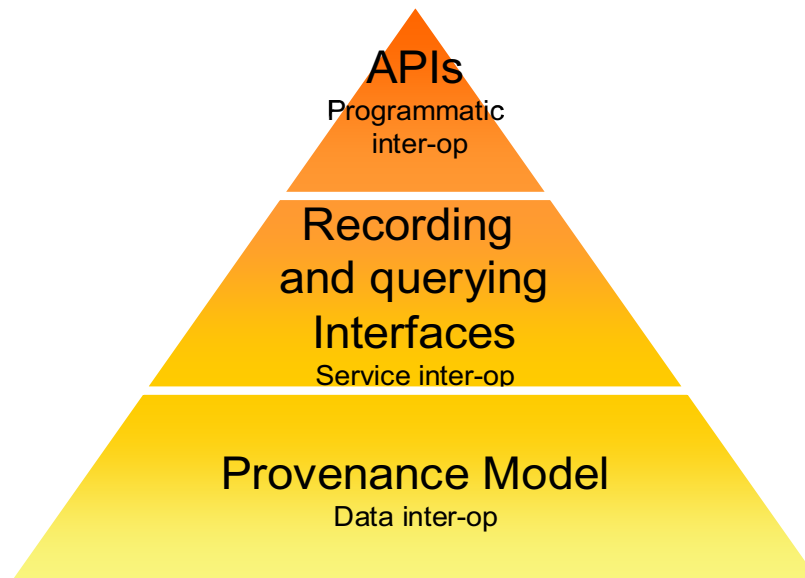 APIs
Programmatic
inter-op
Recording
and querying
Interfaces
Service inter-op
Provenance Model
Data inter-op